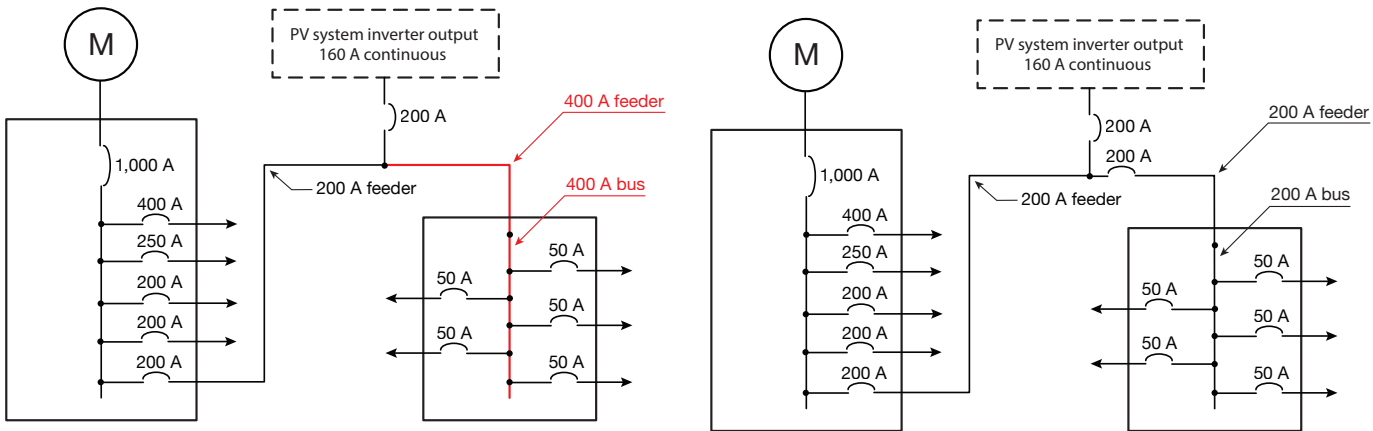 M
PV system inverter output
160 A continuous
200 A
400 A feeder
1,000 A
200 A feeder
400 A bus
400 A
250 A
200 A
200 A
200 A
50 A
50 A
50 A
50 A
50 A
M
PV system inverter output
160 A continuous
200 A
200 A feeder
200 A
1,000 A
200 A feeder
200 A bus
400 A
250 A
200 A
200 A
200 A
50 A
50 A
50 A
50 A
50 A